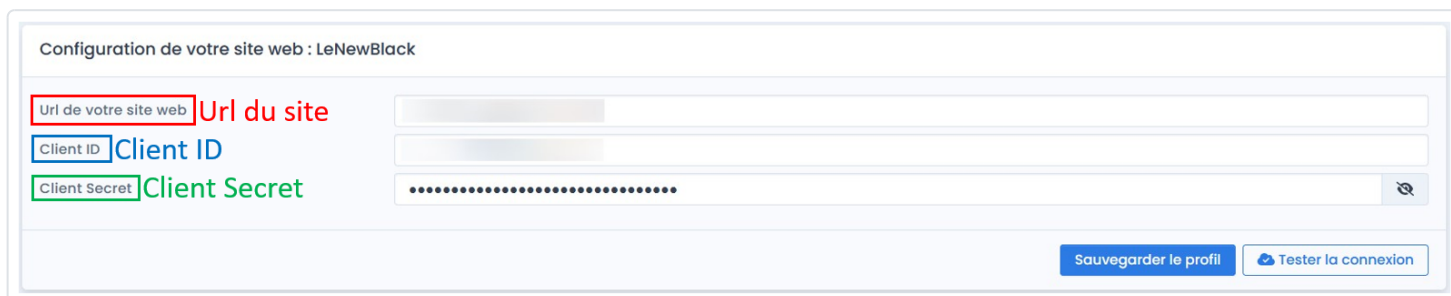 Configuration de votre site web : LeNewBlack
Url de votre site web Url du site
Client ID Client ID
Client Secret Client Secret
Sauvegarder le profil Tester la connexion